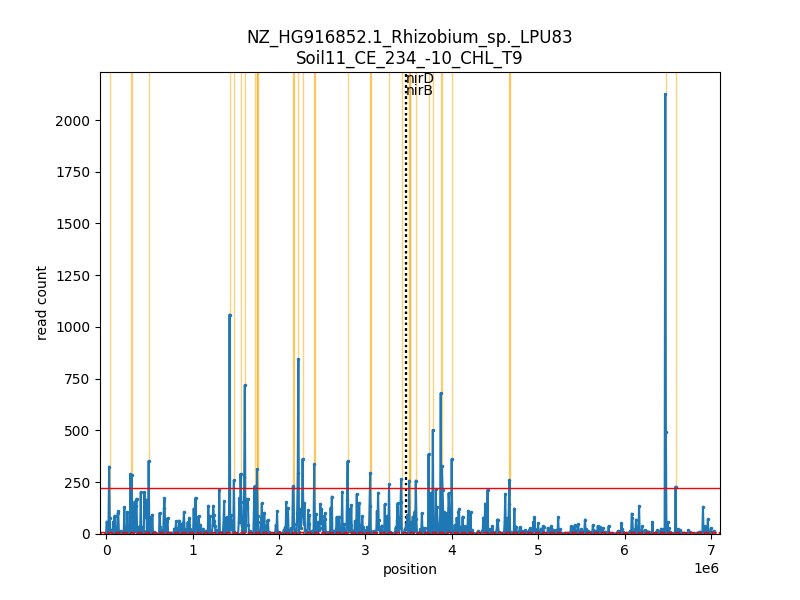 NZ_HG916852.1_Rhizobium_sp._LPU83
Soil11_CE_234_-10_CHL_T9
nirD
nirB
2000
1750
1500
1250
1000
750
500
250
0
read count
0 1 2 3 4 5 6 7
1e6
position